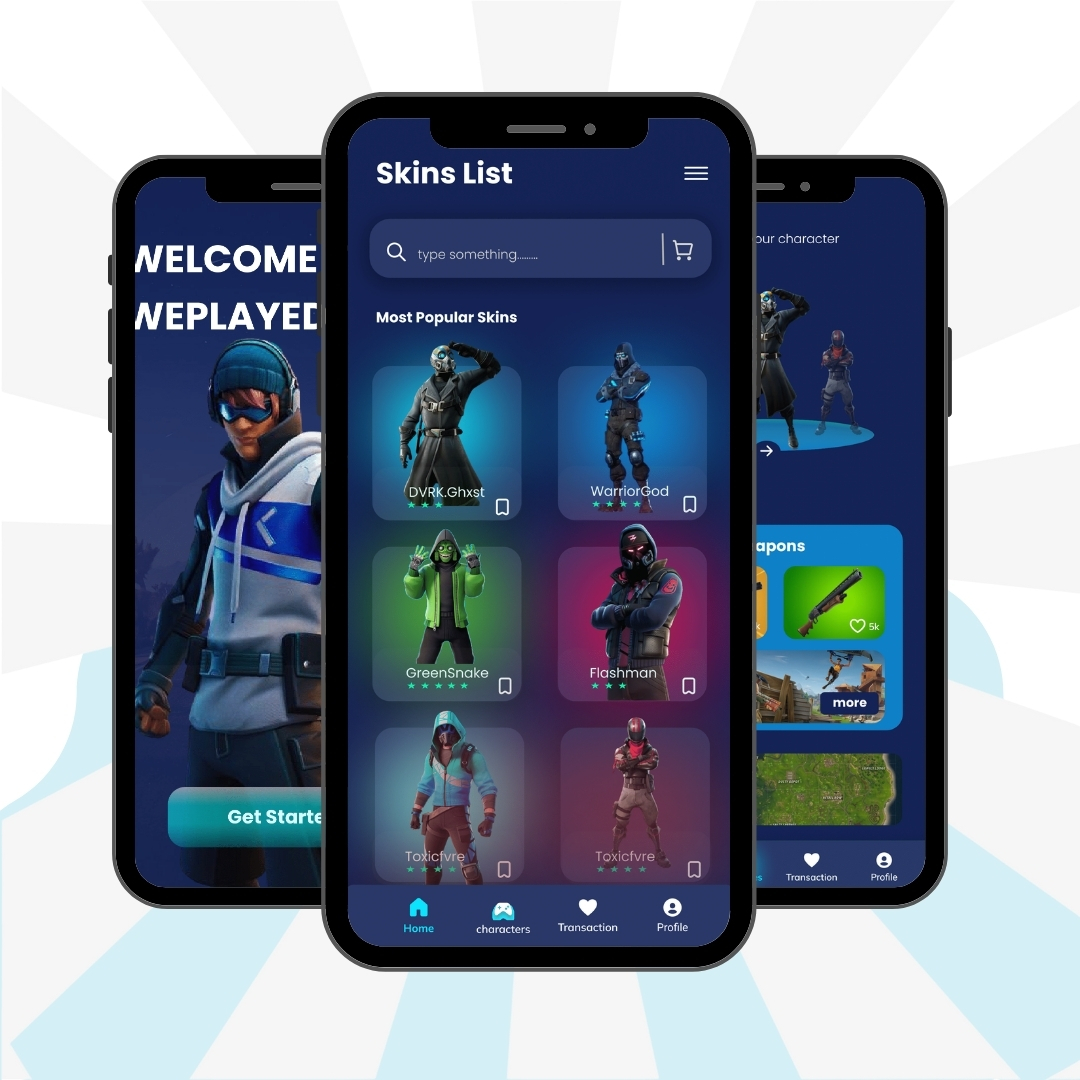 WELCOME
WEPLAYED
Get Starte
Skins List
type something.........
Most Popular Skins
DVRK.Ghxst
WarriorGod
GreenSnake
Flashman
Toxicfvre
Toxicfvre
Home
characters
Transaction
Profile
our character
apons
5k
more
Transaction
Profile